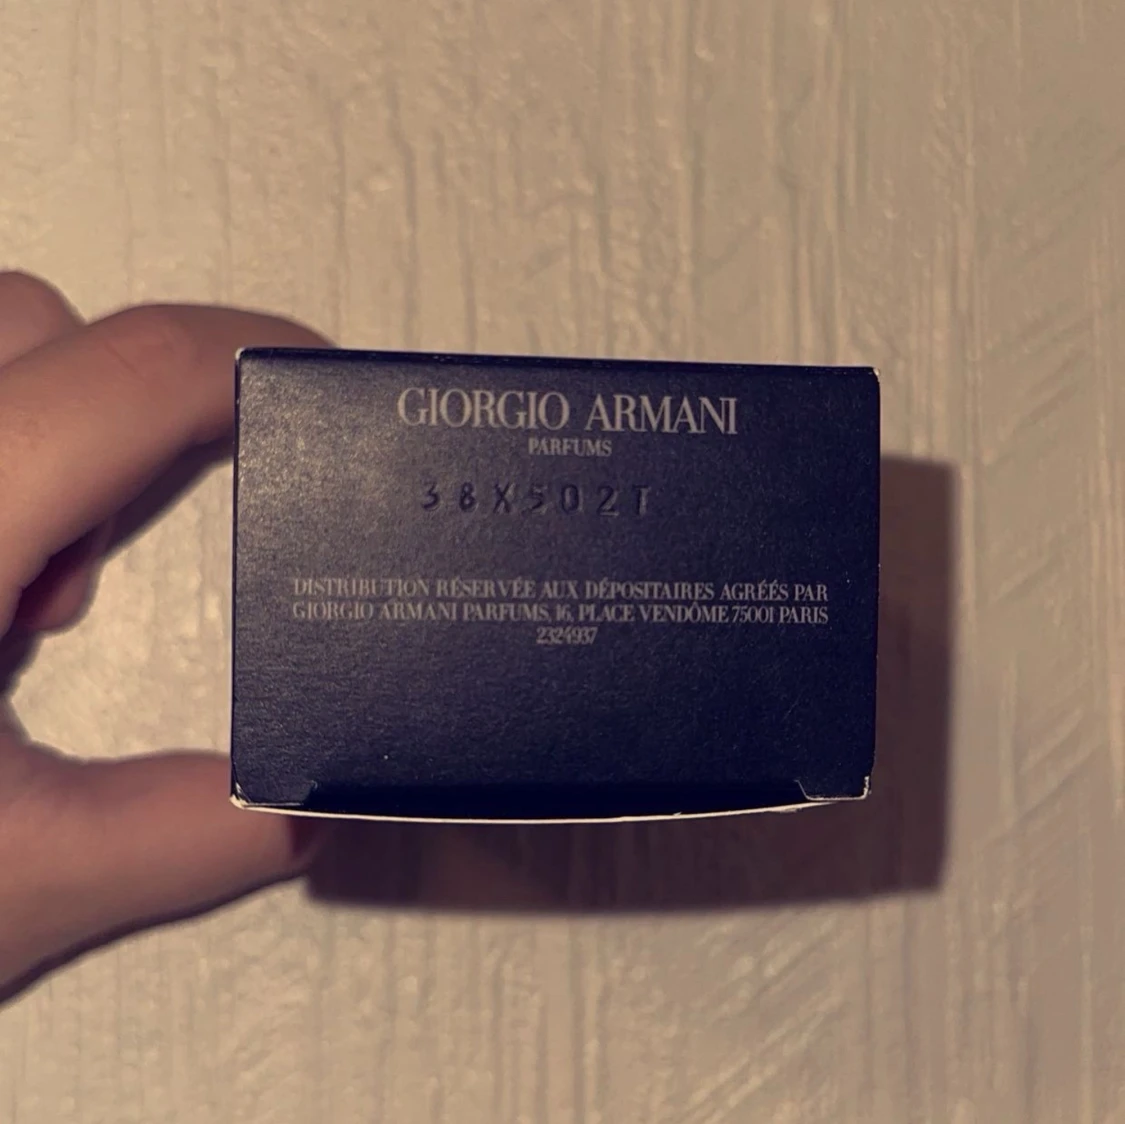 GIORGIO ARMANI
PARFUMS
38X502T
DISTRIBUTION RÉSERVÉE AUX DÉPOSITAIRES AGRÉÉS PAR
GIORGIO ARMANI PARFUMS, 16, PLACE VENDÔME 75001 PARIS
2324937